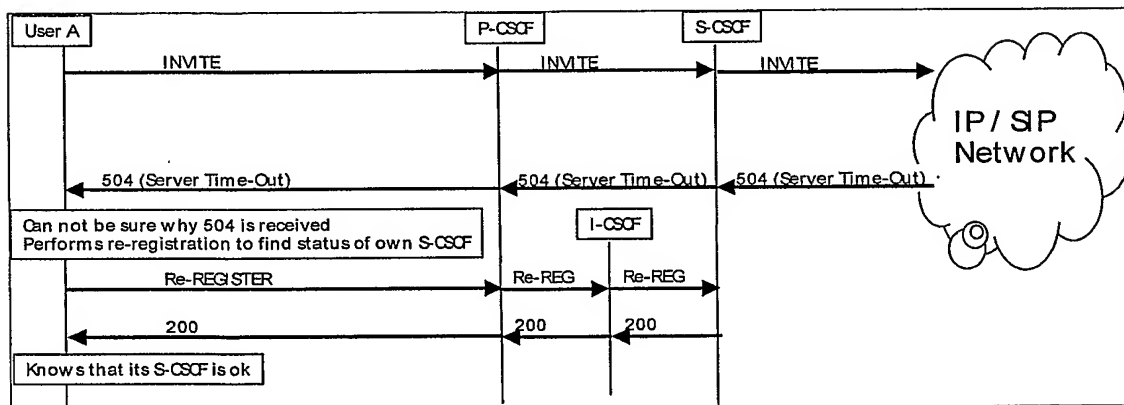 User A
P-CSCF
S-CSCF
INVITE
INVITE
INVITE
IP / SIP
Network
504 (Server Time-Out)
504 (Server Time-Out)
504 (Server Time-Out)
Can not be sure why 504 is received
Performs re-registration to find status of own S-CSCF
I-CSCF
Re-REGISTER
Re-REG
Re-REG
200
200
200
Knows that its S-CSCF is ok